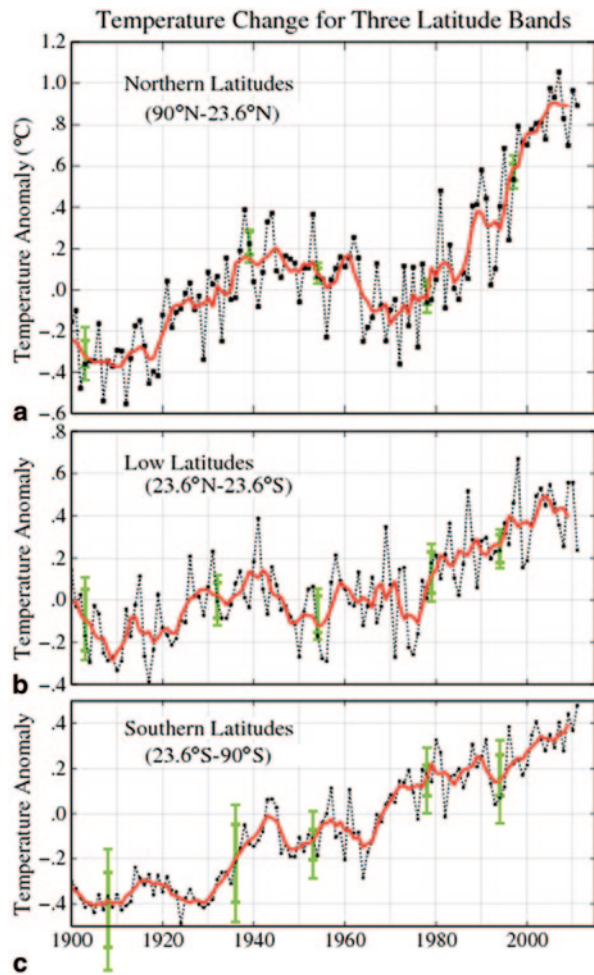 Temperature Change for Three Latitude Bands
1.2
1.0
.8
.6
.4
.2
.0
-.2
-.4
-.6
Temperature Anomaly (°C)
Northern Latitudes
(90°N-23.6°N)
a
.8
.6
.4
.2
.0
-.2
-.4
Temperature Anomaly
Low Latitudes
(23.6°N-23.6°S)
b
.4
.2
.0
-.2
-.4
-.6
Temperature Anomaly
Southern Latitudes
(23.6°S-90°S)
c
1900 1920 1940 1960 1980 2000